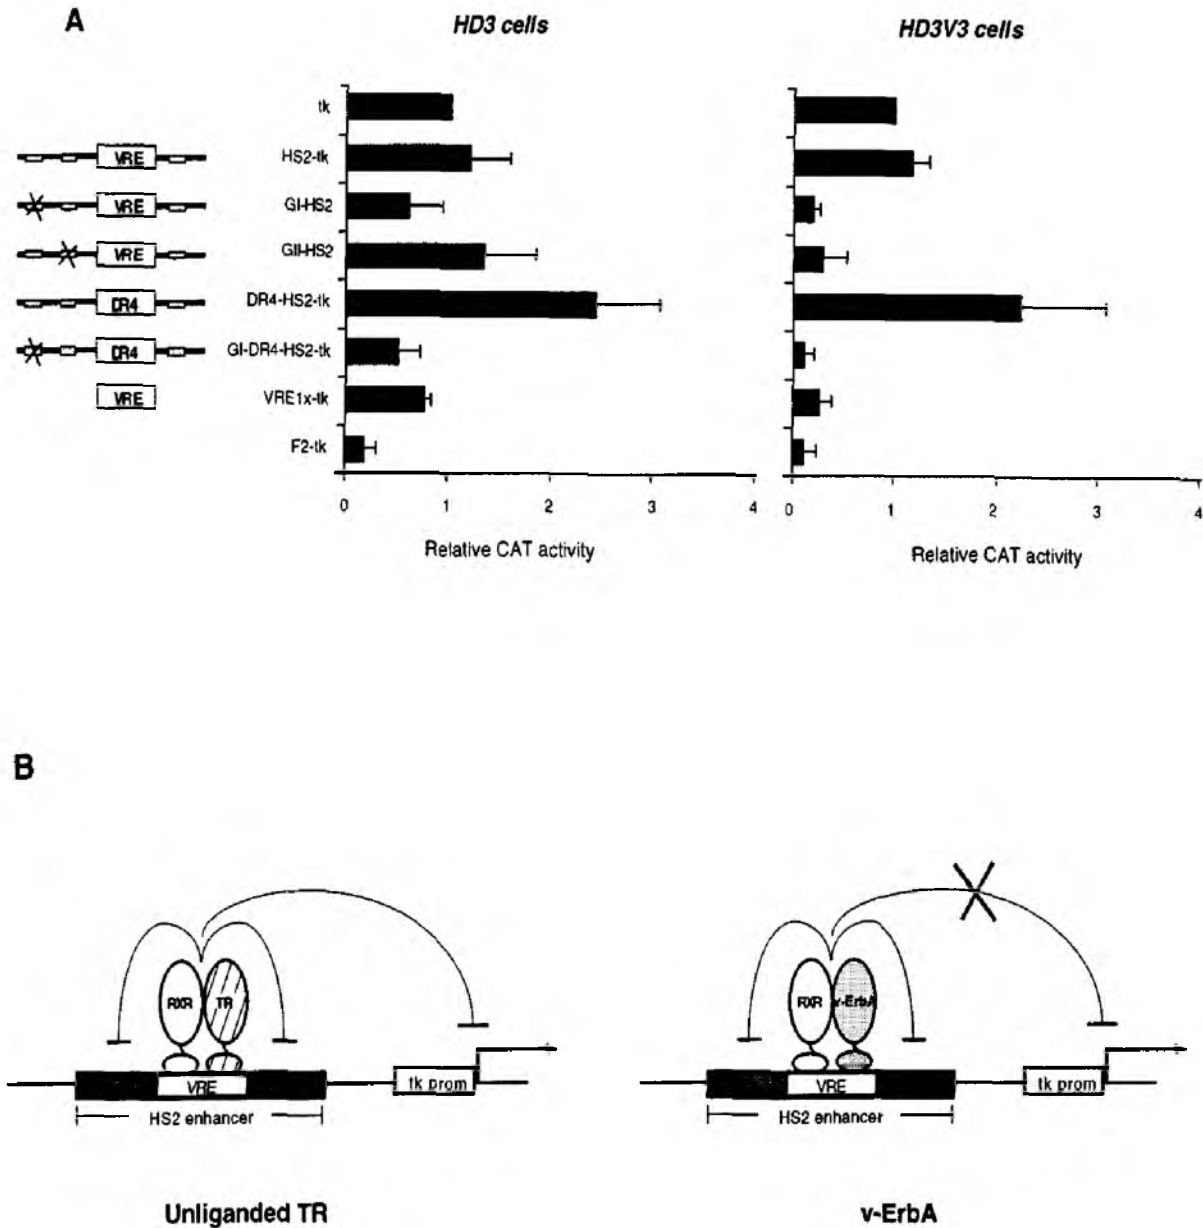 A
HD3 cells
HD3V3 cells
tk
VRE HS2-tk
VRE GI-HS2
VRE GII-HS2
DR4 DR4-HS2-tk
DR4 GI-DR4-HS2-tk
VRE VRE1x-tk
F2-tk
0 1 2 3 4
0 1 2 3 4
Relative CAT activity
Relative CAT activity
B
RXR TR
VRE
tk prom
HS2 enhancer
Unliganded TR
RXR v-ErbA
VRE
tk prom
HS2 enhancer
v-ErbA